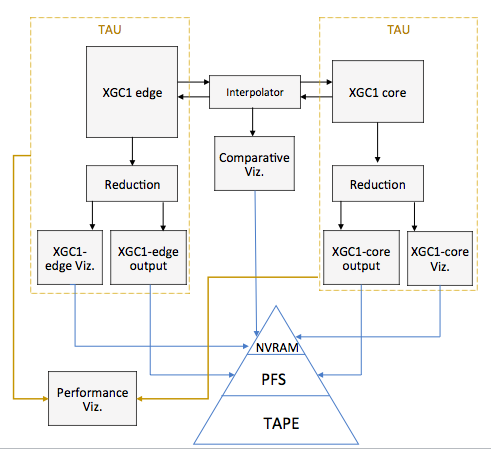 TAU
TAU
XGC1 edge
Interpolator
XGC1 core
Comparative
Viz.
Reduction
Reduction
XGC1-
edge Viz.
XGC1-edge
output
XGC1-core
output
XGC1-core
Viz.
NVRAM
PFS
TAPE
Performance
Viz.